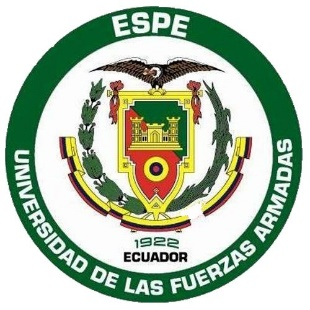 ESPE
1922
ECUADOR
UNIVERSIDAD DE LAS FUERZAS ARMADAS